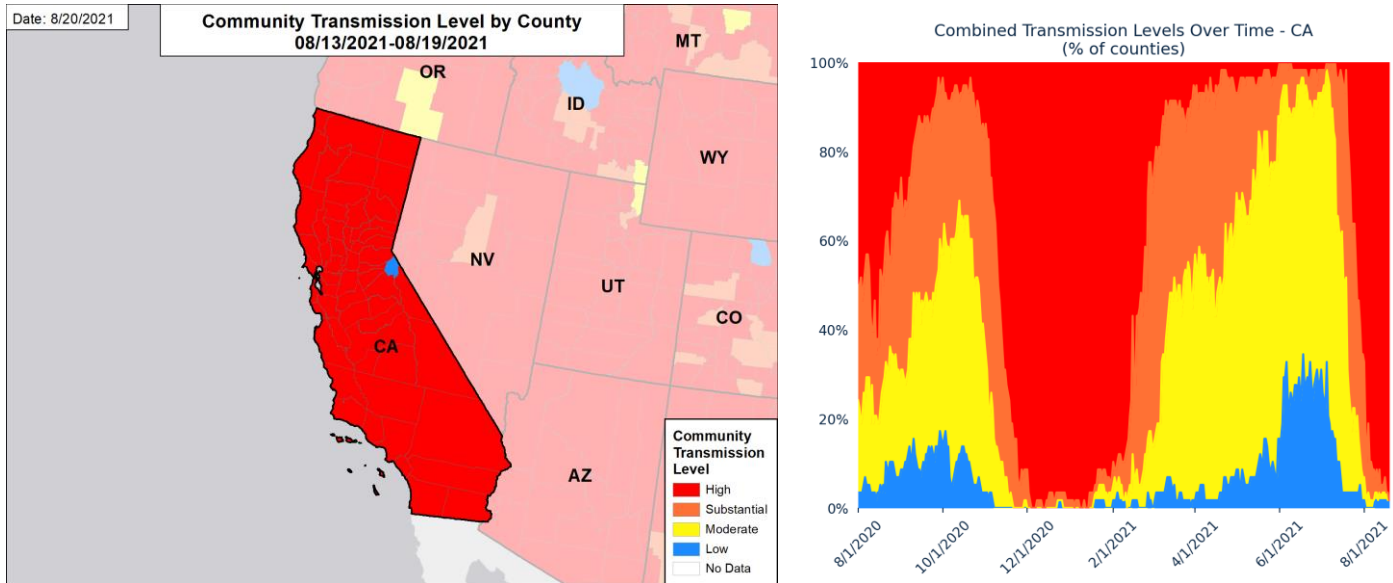 Date: 8/20/2021
Community Transmission Level by County
08/13/2021-08/19/2021
MT
OR
ID
WY
NV
UT
CO
CA
AZ
Community
Transmission
Level
High
Substantial
Moderate
Low
No Data
Combined Transmission Levels Over Time - CA
(% of counties)
100%
80%
60%
40%
20%
0%
8/1/2020
10/1/2020
12/1/2020
2/1/2021
4/1/2021
6/1/2021
8/1/2021